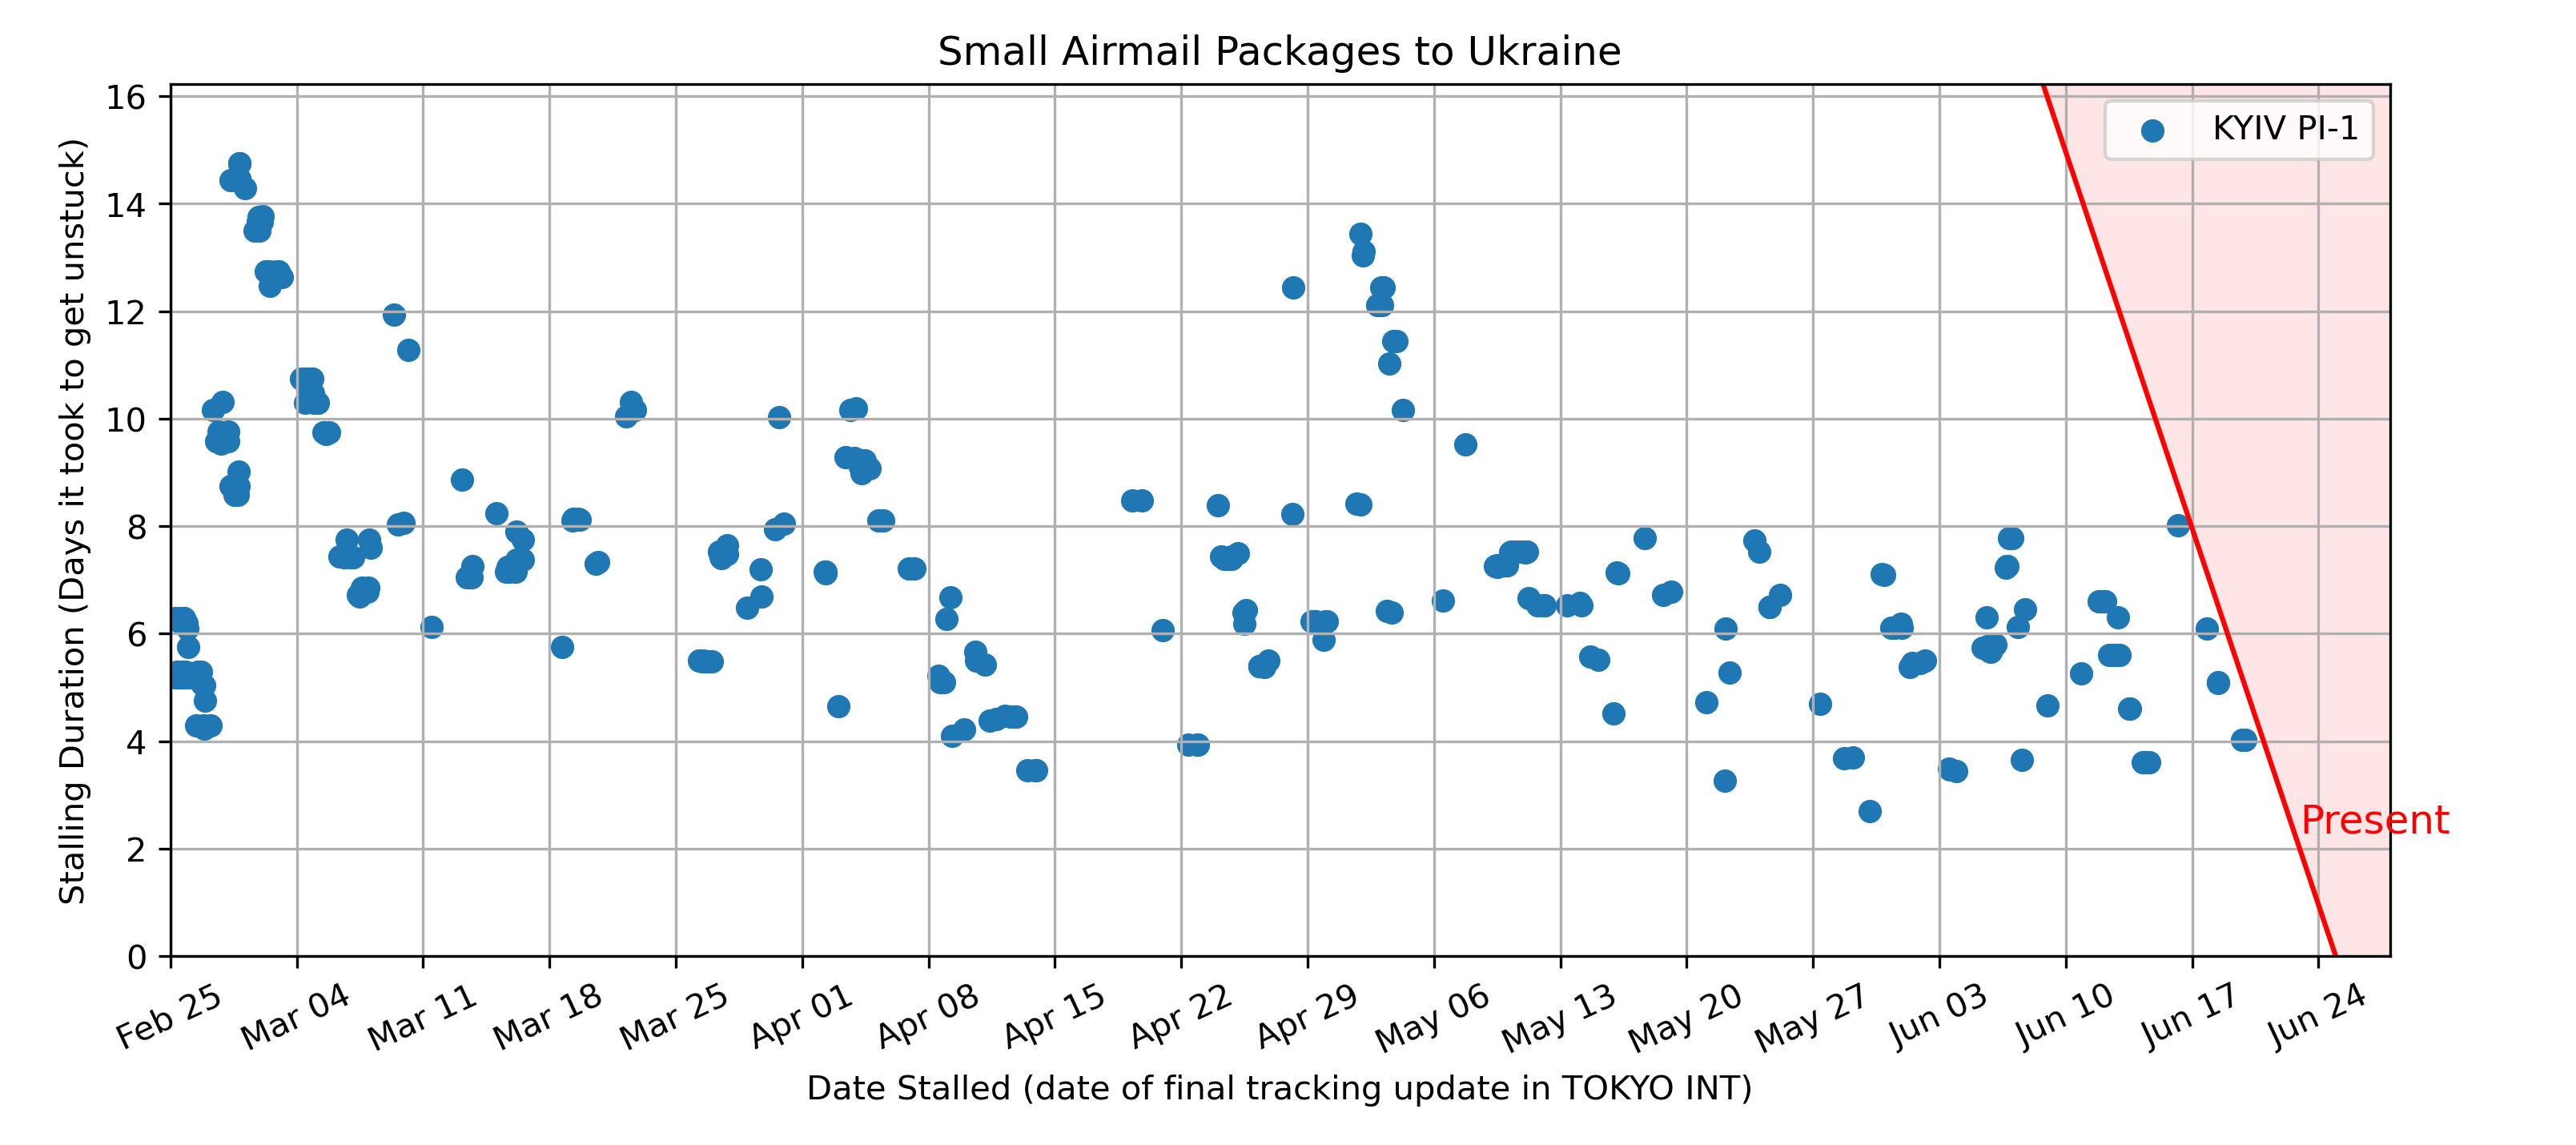 Small Airmail Packages to Ukraine
Stalling Duration (Days it took to get unstuck)
16
14
12
10
8
6
4
2
0
KYIV PI-1
Present
Feb 25
Mar 04
Mar 11
Mar 18
Mar 25
Apr 01
Apr 08
Apr 15
Apr 22
Apr 29
May 06
May 13
May 20
May 27
Jun 03
Jun 10
Jun 17
Jun 24
Date Stalled (date of final tracking update in TOKYO INT)